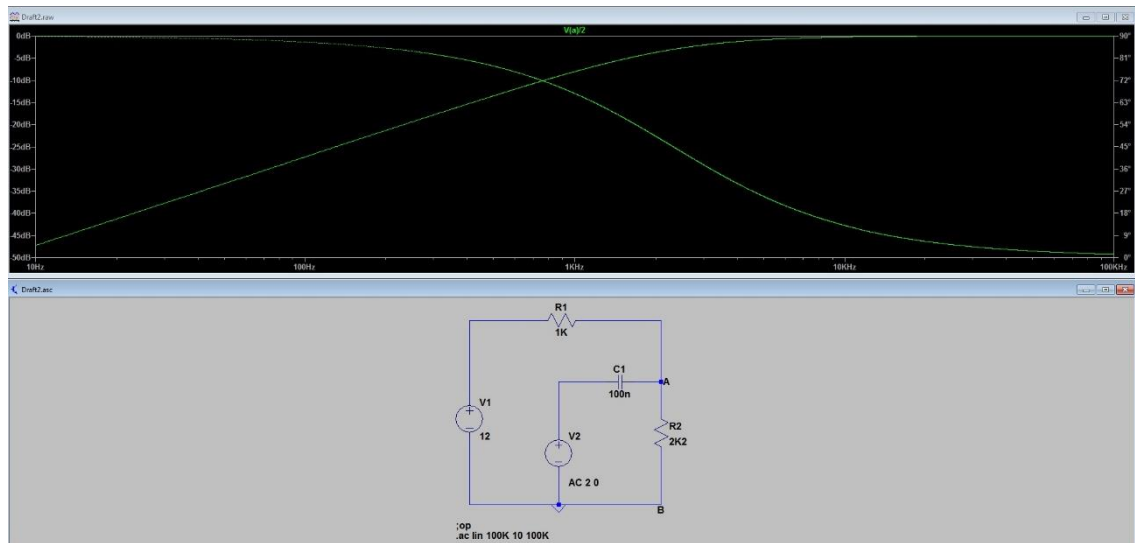 Draft2.raw
V(a)/2
0dB
-5dB
-10dB
-15dB
-20dB
-25dB
-30dB
-35dB
-40dB
-45dB
-50dB
90°
81°
72°
63°
54°
45°
36°
27°
18°
9°
0°
10Hz
100Hz
1KHz
10KHz
100KHz
Draft2.asc
R1
1K
C1
100n
A
V1
12
V2
AC 2 0
R2
2K2
B
;op
.ac lin 100K 10 100K